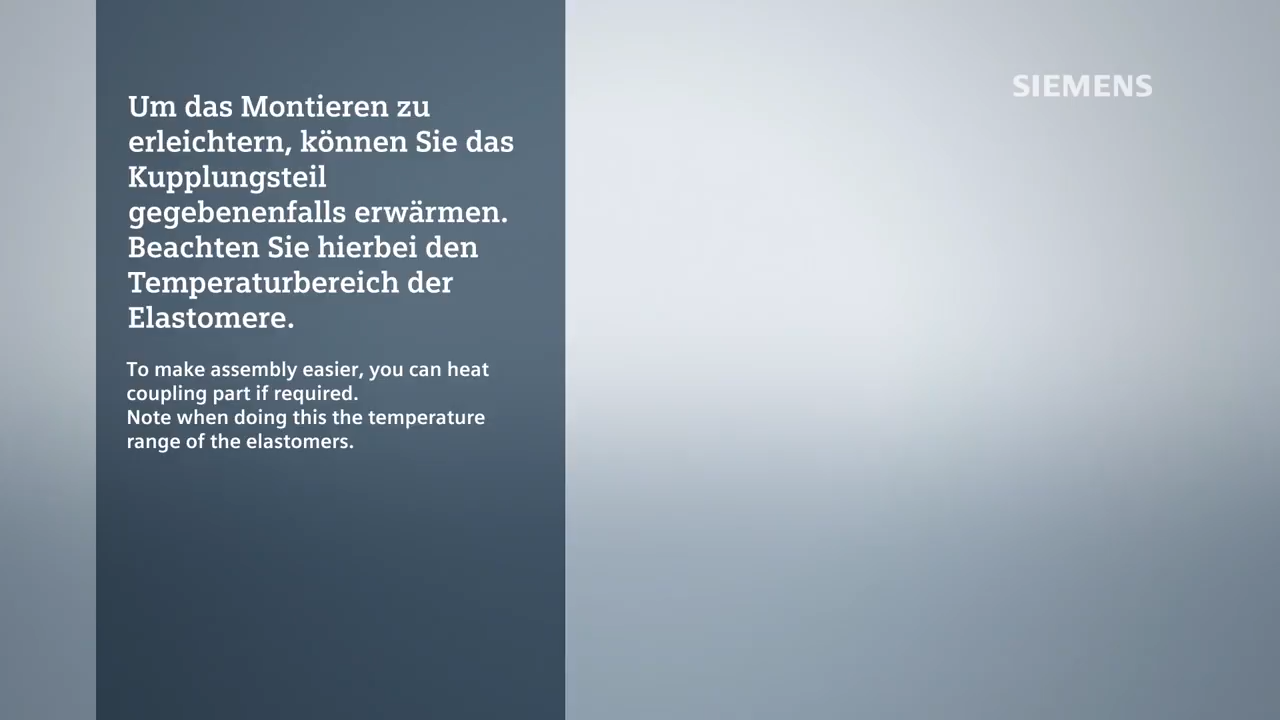 SIEMENS
Um das Montieren zu
erleichtern, können Sie das
Kupplungsteil
gegebenenfalls erwärmen.
Beachten Sie hierbei den
Temperaturbereich der
Elastomere.
To make assembly easier, you can heat
coupling part if required.
Note when doing this the temperature
range of the elastomers.